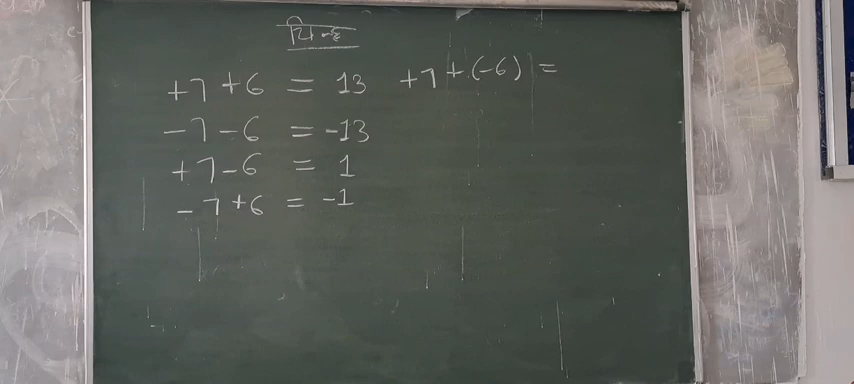 चिन्ह
+7 +6 = 13 +7 + (-6) =
-7 -6 = -13
+7 -6 = 1
-7 +6 = -1